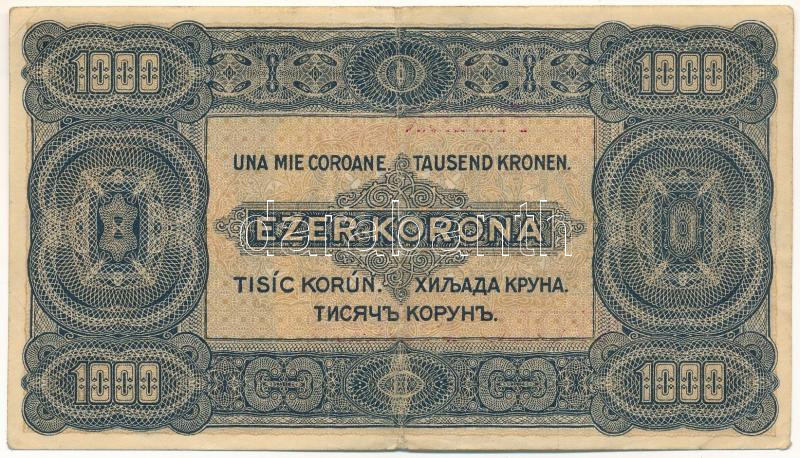 1000 1000
UNA MIE COROANE. TAUSEND KRONEN.
EZER KORONA
TISÍC KORÚN. ХИЉАДА КРУНА.
ТИСЯЧЪ КОРУНЪ.
1000 1000